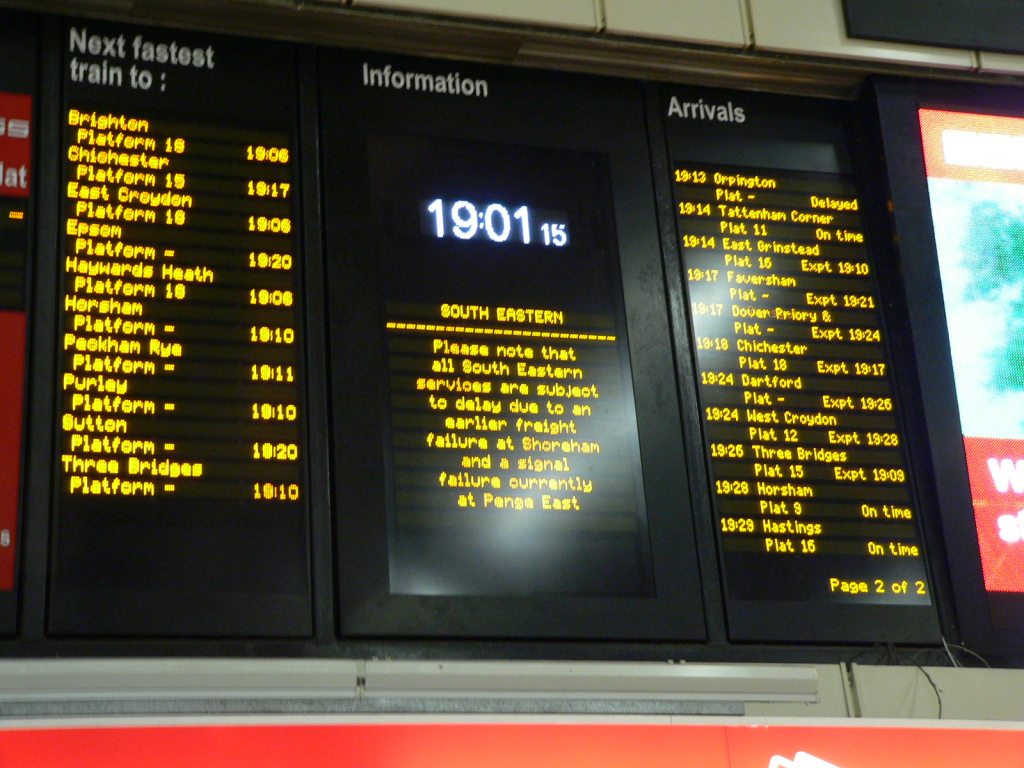 Next fastest
train to :
Brighton
Platform 18 19:06
Chichester
Platform 15 19:17
East Croydon
Platform 18 19:06
Epsom
Platform - 19:20
Haywards Heath
Platform 18 19:06
Horsham
Platform - 19:10
Peckham Rye
Platform - 19:11
Purley
Platform - 19:10
Sutton
Platform - 19:20
Three Bridges
Platform - 19:10
Information
19:01 15
SOUTH EASTERN
Please note that
all South Eastern
services are subject
to delay due to an
earlier freight
failure at Shoreham
and a signal
failure currently
at Penge East
Arrivals
19:13 Orpington
Plat - Delayed
19:14 Tattenham Corner
Plat 11 On time
19:14 East Grinstead
Plat 16 Expt 19:10
19:17 Faversham
Plat - Expt 19:21
19:17 Dover Priory &
Plat - Expt 19:24
19:18 Chichester
Plat 18 Expt 19:17
19:24 Dartford
Plat - Expt 19:26
19:24 West Croydon
Plat 12 Expt 19:28
19:26 Three Bridges
Plat 15 Expt 19:09
19:28 Horsham
Plat 9 On time
19:29 Hastings
Plat 16 On time
Page 2 of 2